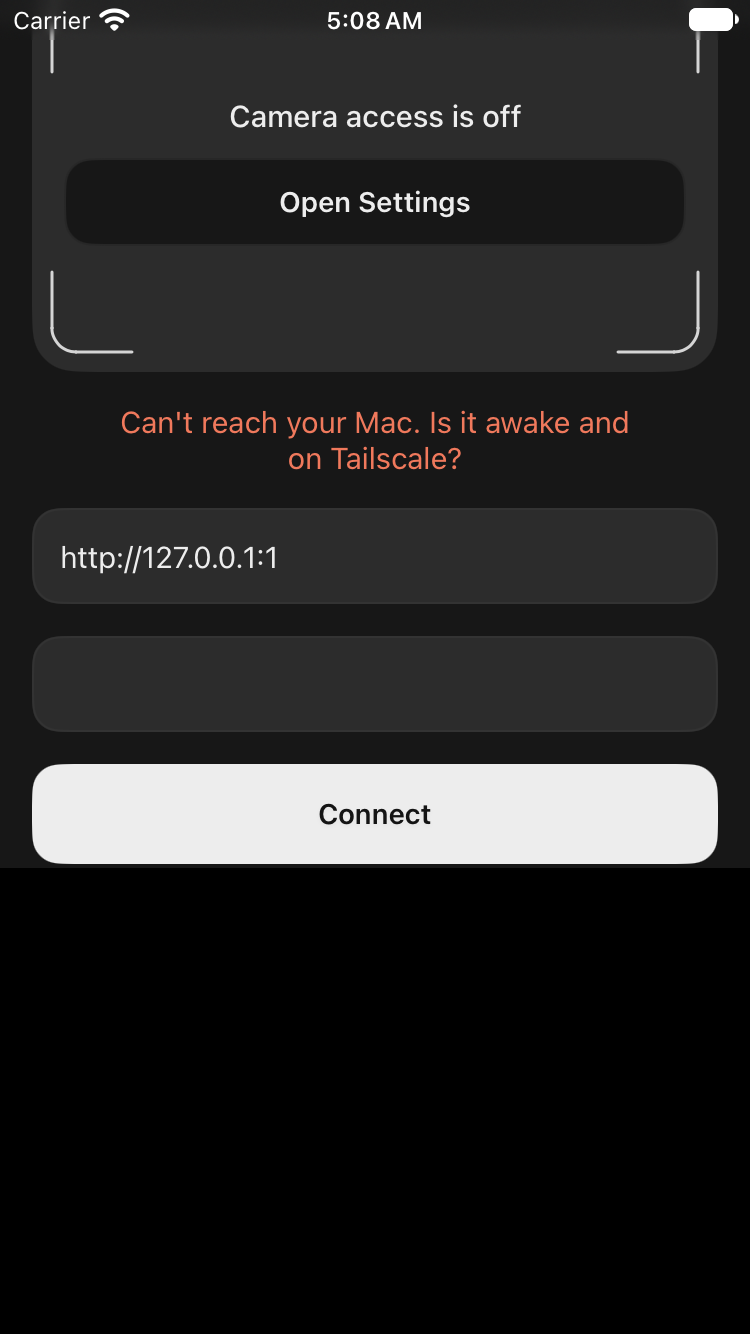 Carrier 5:08 AM
Camera access is off
Open Settings
Can't reach your Mac. Is it awake and
on Tailscale?
http://127.0.0.1:1
Connect